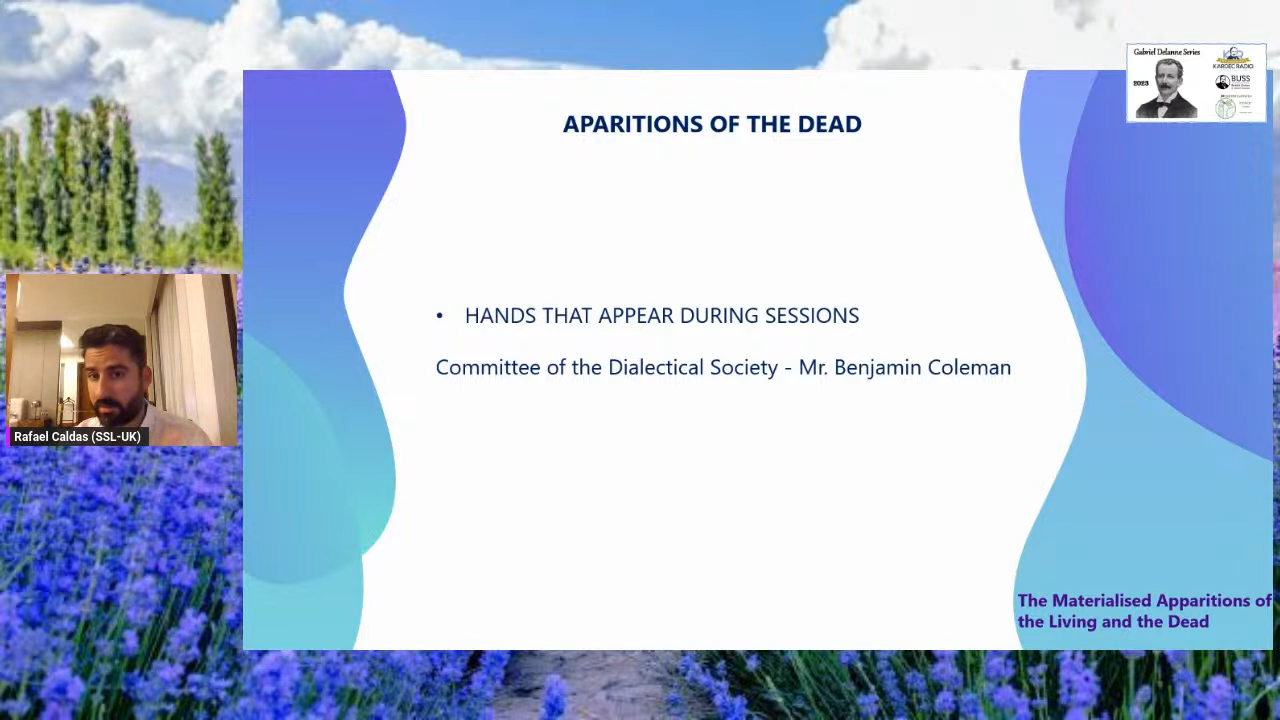 Gabriel Delanne Series
2023
KARDEC RADIO
BUSS
APARITIONS OF THE DEAD
• HANDS THAT APPEAR DURING SESSIONS
Committee of the Dialectical Society - Mr. Benjamin Coleman
Rafael Caldas (SSL-UK)
The Materialised Apparitions of
the Living and the Dead